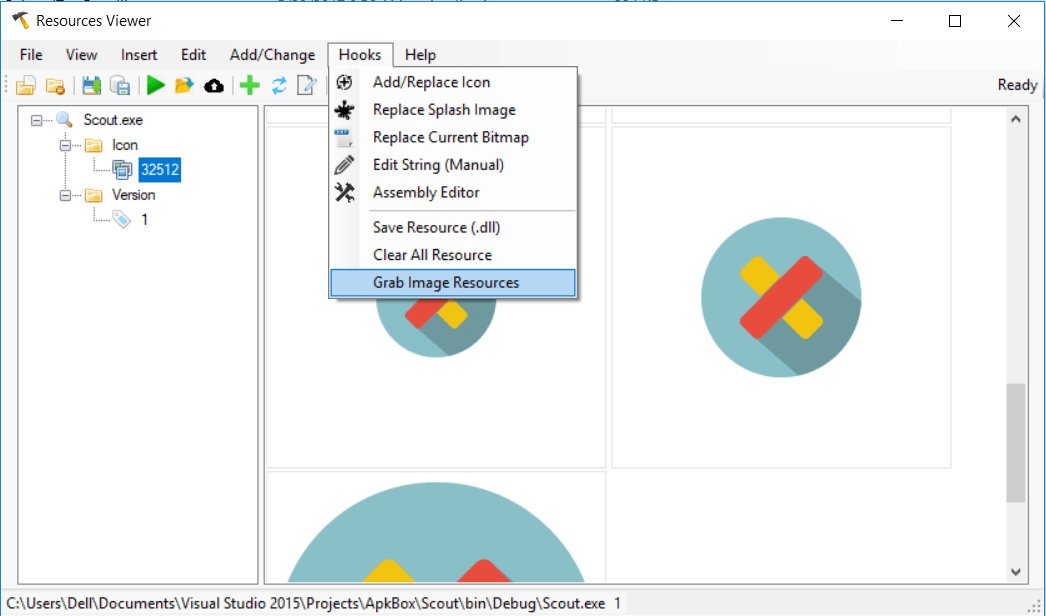 Resources Viewer
File View Insert Edit Add/Change Hooks Help
Ready
Add/Replace Icon
Replace Splash Image
Replace Current Bitmap
Edit String (Manual)
Assembly Editor
Save Resource (.dll)
Clear All Resource
Grab Image Resources
Scout.exe
Icon
32512
Version
1
C:\Users\Dell\Documents\Visual Studio 2015\Projects\ApkBox\Scout\bin\Debug\Scout.exe 1